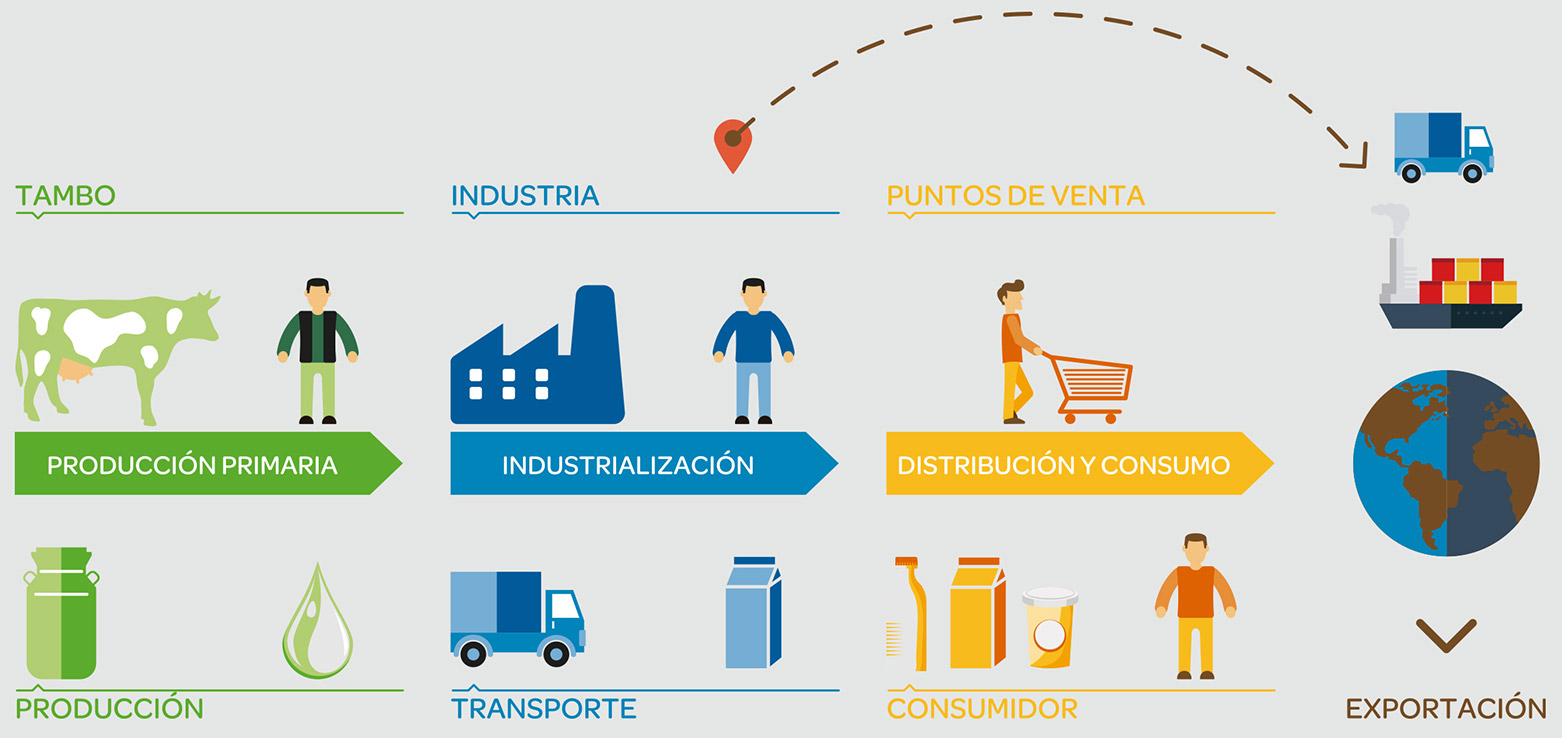 TAMBO
INDUSTRIA
PUNTOS DE VENTA
PRODUCCIÓN PRIMARIA
INDUSTRIALIZACIÓN
DISTRIBUCIÓN Y CONSUMO
PRODUCCIÓN
TRANSPORTE
CONSUMIDOR
EXPORTACIÓN